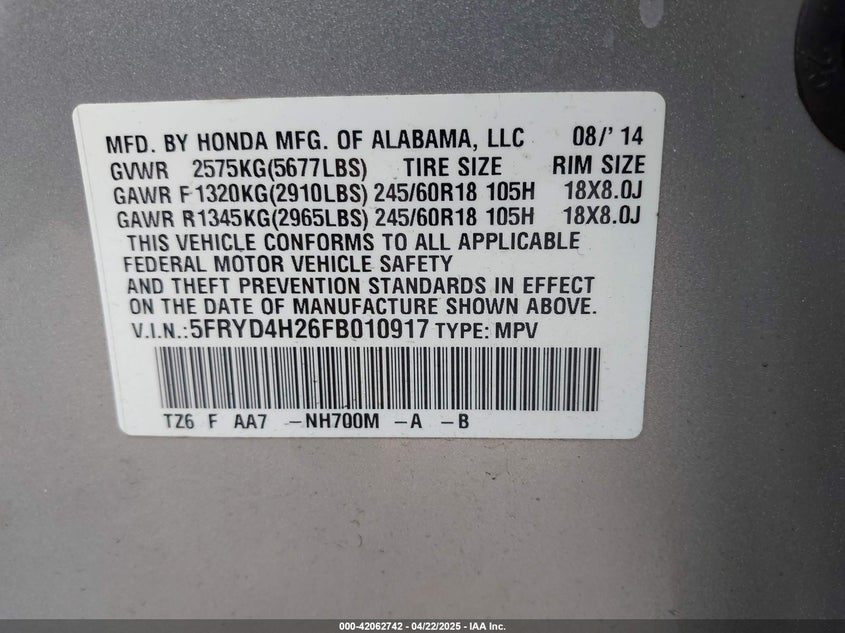 MFD. BY HONDA MFG. OF ALABAMA, LLC 08/'14
GVWR 2575KG(5677LBS) TIRE SIZE RIM SIZE
GAWR F1320KG(2910LBS) 245/60R18 105H 18X8.0J
GAWR R1345KG(2965LBS) 245/60R18 105H 18X8.0J
THIS VEHICLE CONFORMS TO ALL APPLICABLE
FEDERAL MOTOR VEHICLE SAFETY
AND THEFT PREVENTION STANDARDS IN EFFECT
ON THE DATE OF MANUFACTURE SHOWN ABOVE.
V.I.N.:5FRYD4H26FB010917 TYPE: MPV
TZ6 F AA7 -NH700M -A -B
000-42062742 - 04/22/2025 - IAA Inc.